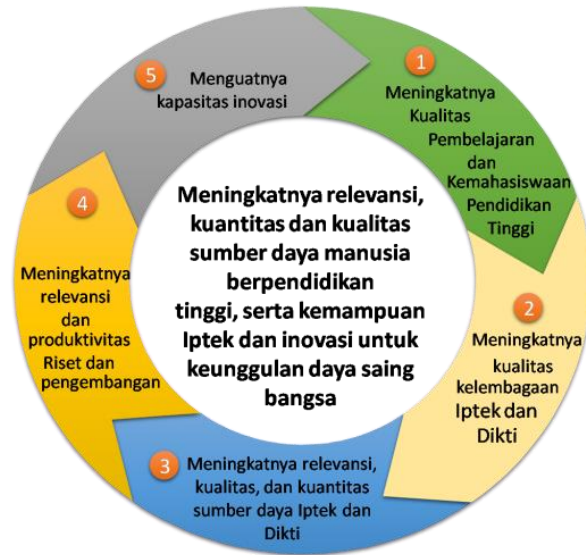 1
Meningkatnya
Kualitas
Pembelajaran
dan
Kemahasiswaan
Pendidikan
Tinggi
2
Meningkatnya
kualitas
kelembagaan
Iptek dan
Dikti
3
Meningkatnya relevansi,
kualitas, dan kuantitas
sumber daya Iptek dan
Dikti
4
Meningkatnya
relevansi
dan
produktivitas
Riset dan
pengembangan
5
Menguatnya
kapasitas inovasi
Meningkatnya relevansi,
kuantitas dan kualitas
sumber daya manusia
berpendidikan
tinggi, serta kemampuan
Iptek dan inovasi untuk
keunggulan daya saing
bangsa